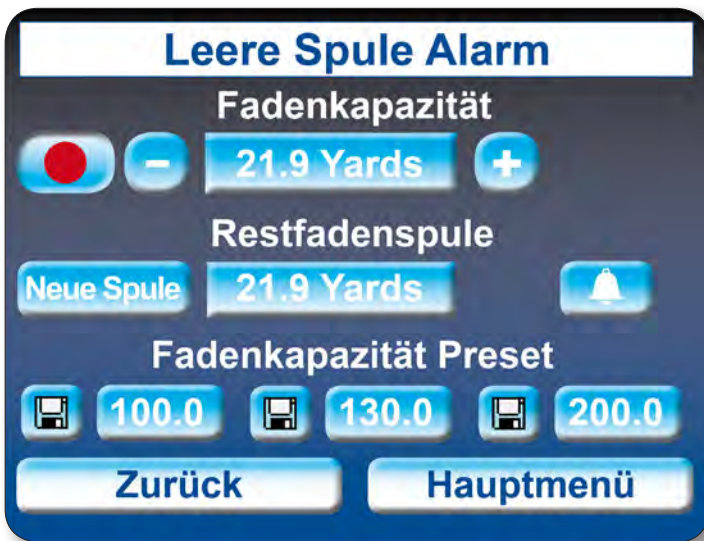 Leere Spule Alarm
Fadenkapazität
- 21.9 Yards +
Restfadenspule
Neue Spule 21.9 Yards
Fadenkapazität Preset
100.0 130.0 200.0
Zurück Hauptmenü